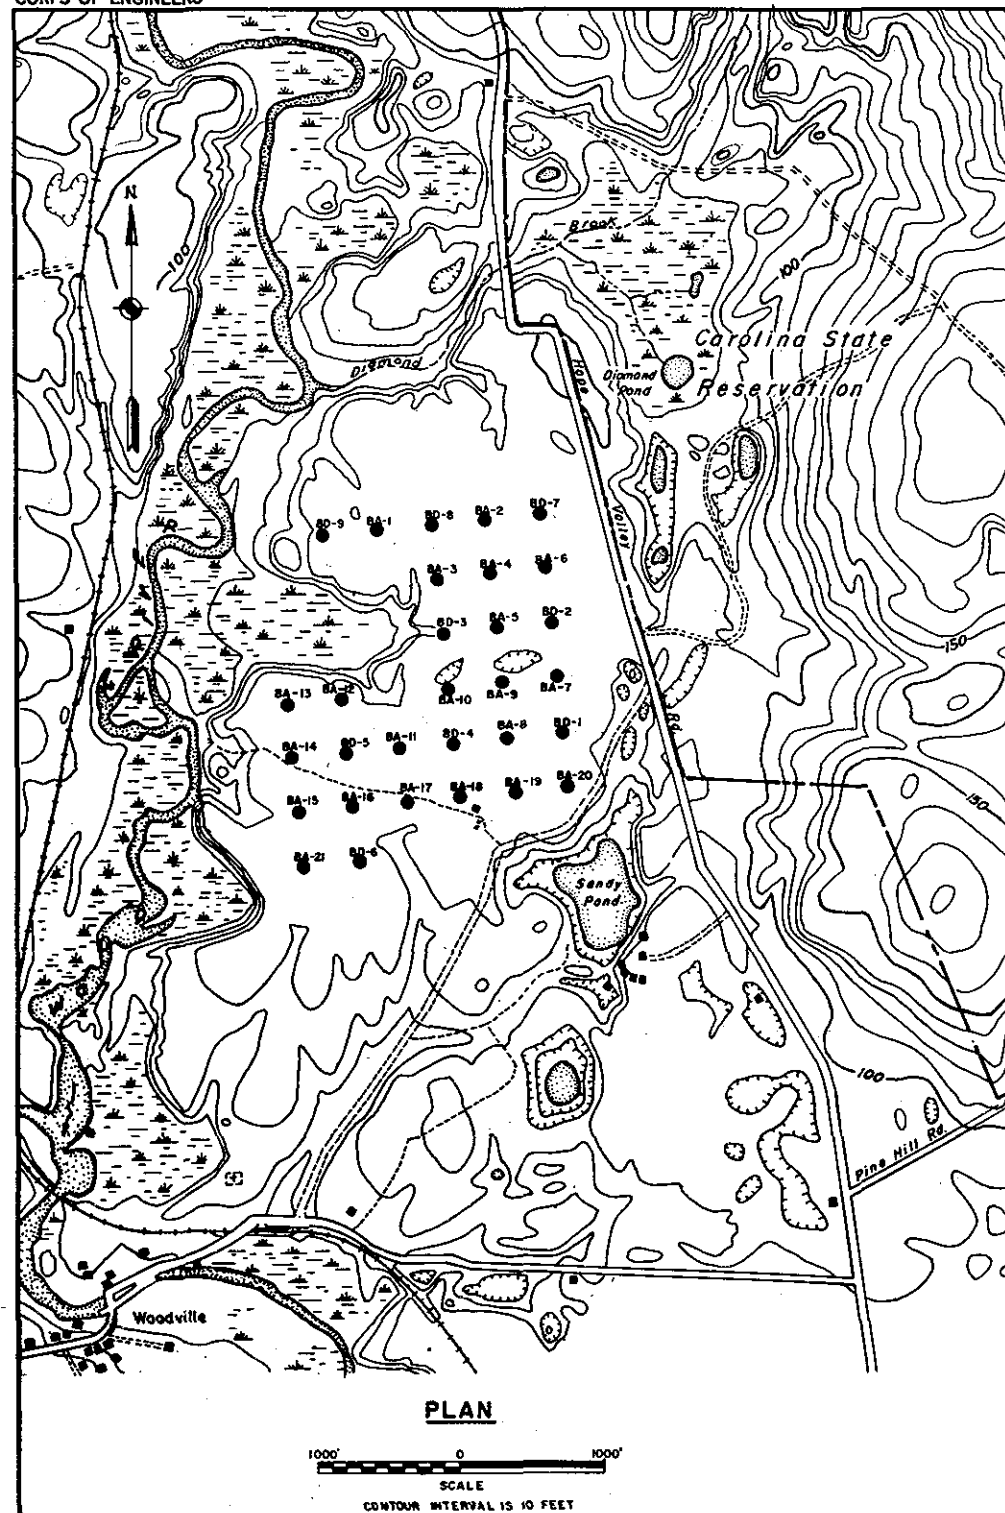 CORPS OF ENGINEERS
N
100
Brook
100
Carolina State
Reservation
Diamond
Diamond
Pond
Hope
Valley
Rd.
BD-9
BA-1
BD-8
BA-2
BD-7
BA-3
BA-4
BA-6
BD-3
BA-5
BD-2
150
BA-13
BA-12
BA-10
BA-9
BA-7
BA-14
BD-5
BA-11
BD-4
BA-8
BD-1
BA-15
BA-16
BA-17
BA-18
BA-19
BA-20
150
BA-21
BD-6
Sandy
Pond
100
Pine Hill Rd.
Woodville
PLAN
1000' 0 1000'
SCALE
CONTOUR INTERVAL IS 10 FEET